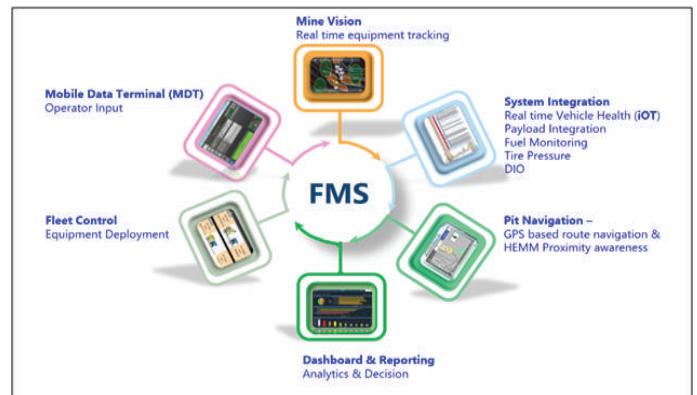 Mine Vision
Real time equipment tracking
Mobile Data Terminal (MDT)
Operator Input
System Integration
Real time Vehicle Health (iOT)
Payload Integration
Fuel Monitoring
Tire Pressure
DIO
FMS
Fleet Control
Equipment Deployment
Pit Navigation –
GPS based route navigation &
HEMM Proximity awareness
Dashboard & Reporting
Analytics & Decision